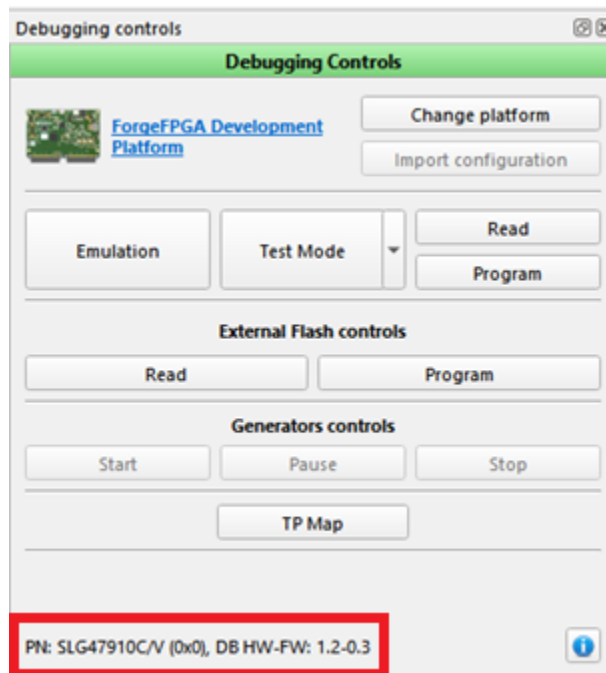 Debugging controls
Debugging Controls
ForgeFPGA Development
Platform
Change platform
Import configuration
Emulation
Test Mode
Read
Program
External Flash controls
Read
Program
Generators controls
Start
Pause
Stop
TP Map
PN: SLG47910C/V (0x0), DB HW-FW: 1.2-0.3